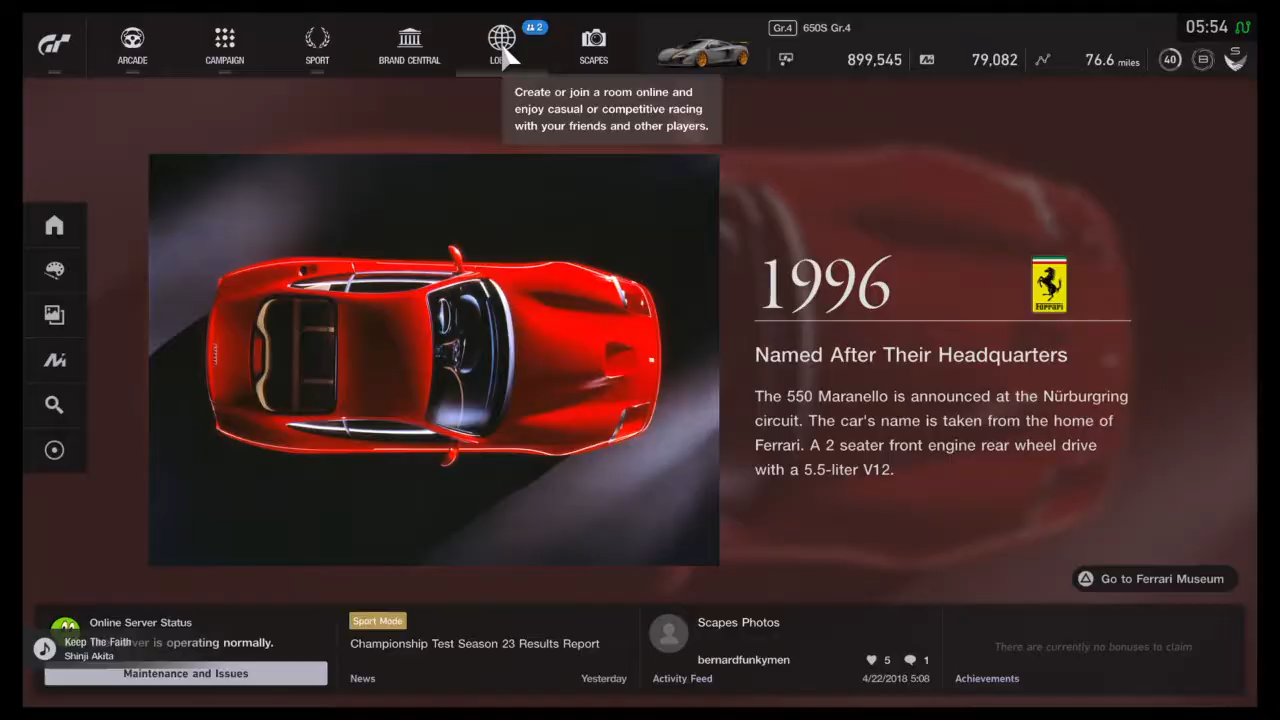 GT
ARCADE
CAMPAIGN
SPORT
BRAND CENTRAL
2
SCAPES
Gr.4 650S Gr.4
899,545
79,082
76.6 miles
40
B
S
05:54
Create or join a room online and
enjoy casual or competitive racing
with your friends and other players.
1996
Ferrari
Named After Their Headquarters
The 550 Maranello is announced at the Nürburgring
circuit. The car's name is taken from the home of
Ferrari. A 2 seater front engine rear wheel drive
with a 5.5-liter V12.
Go to Ferrari Museum
Online Server Status
is operating normally.
Keep The Faith
Shinji Akita
Maintenance and Issues
Sport Mode
Championship Test Season 23 Results Report
News
Yesterday
Scapes Photos
bernardfunkymen
5
1
Activity Feed
4/22/2018 5:08
There are currently no bonuses to claim
Achievements